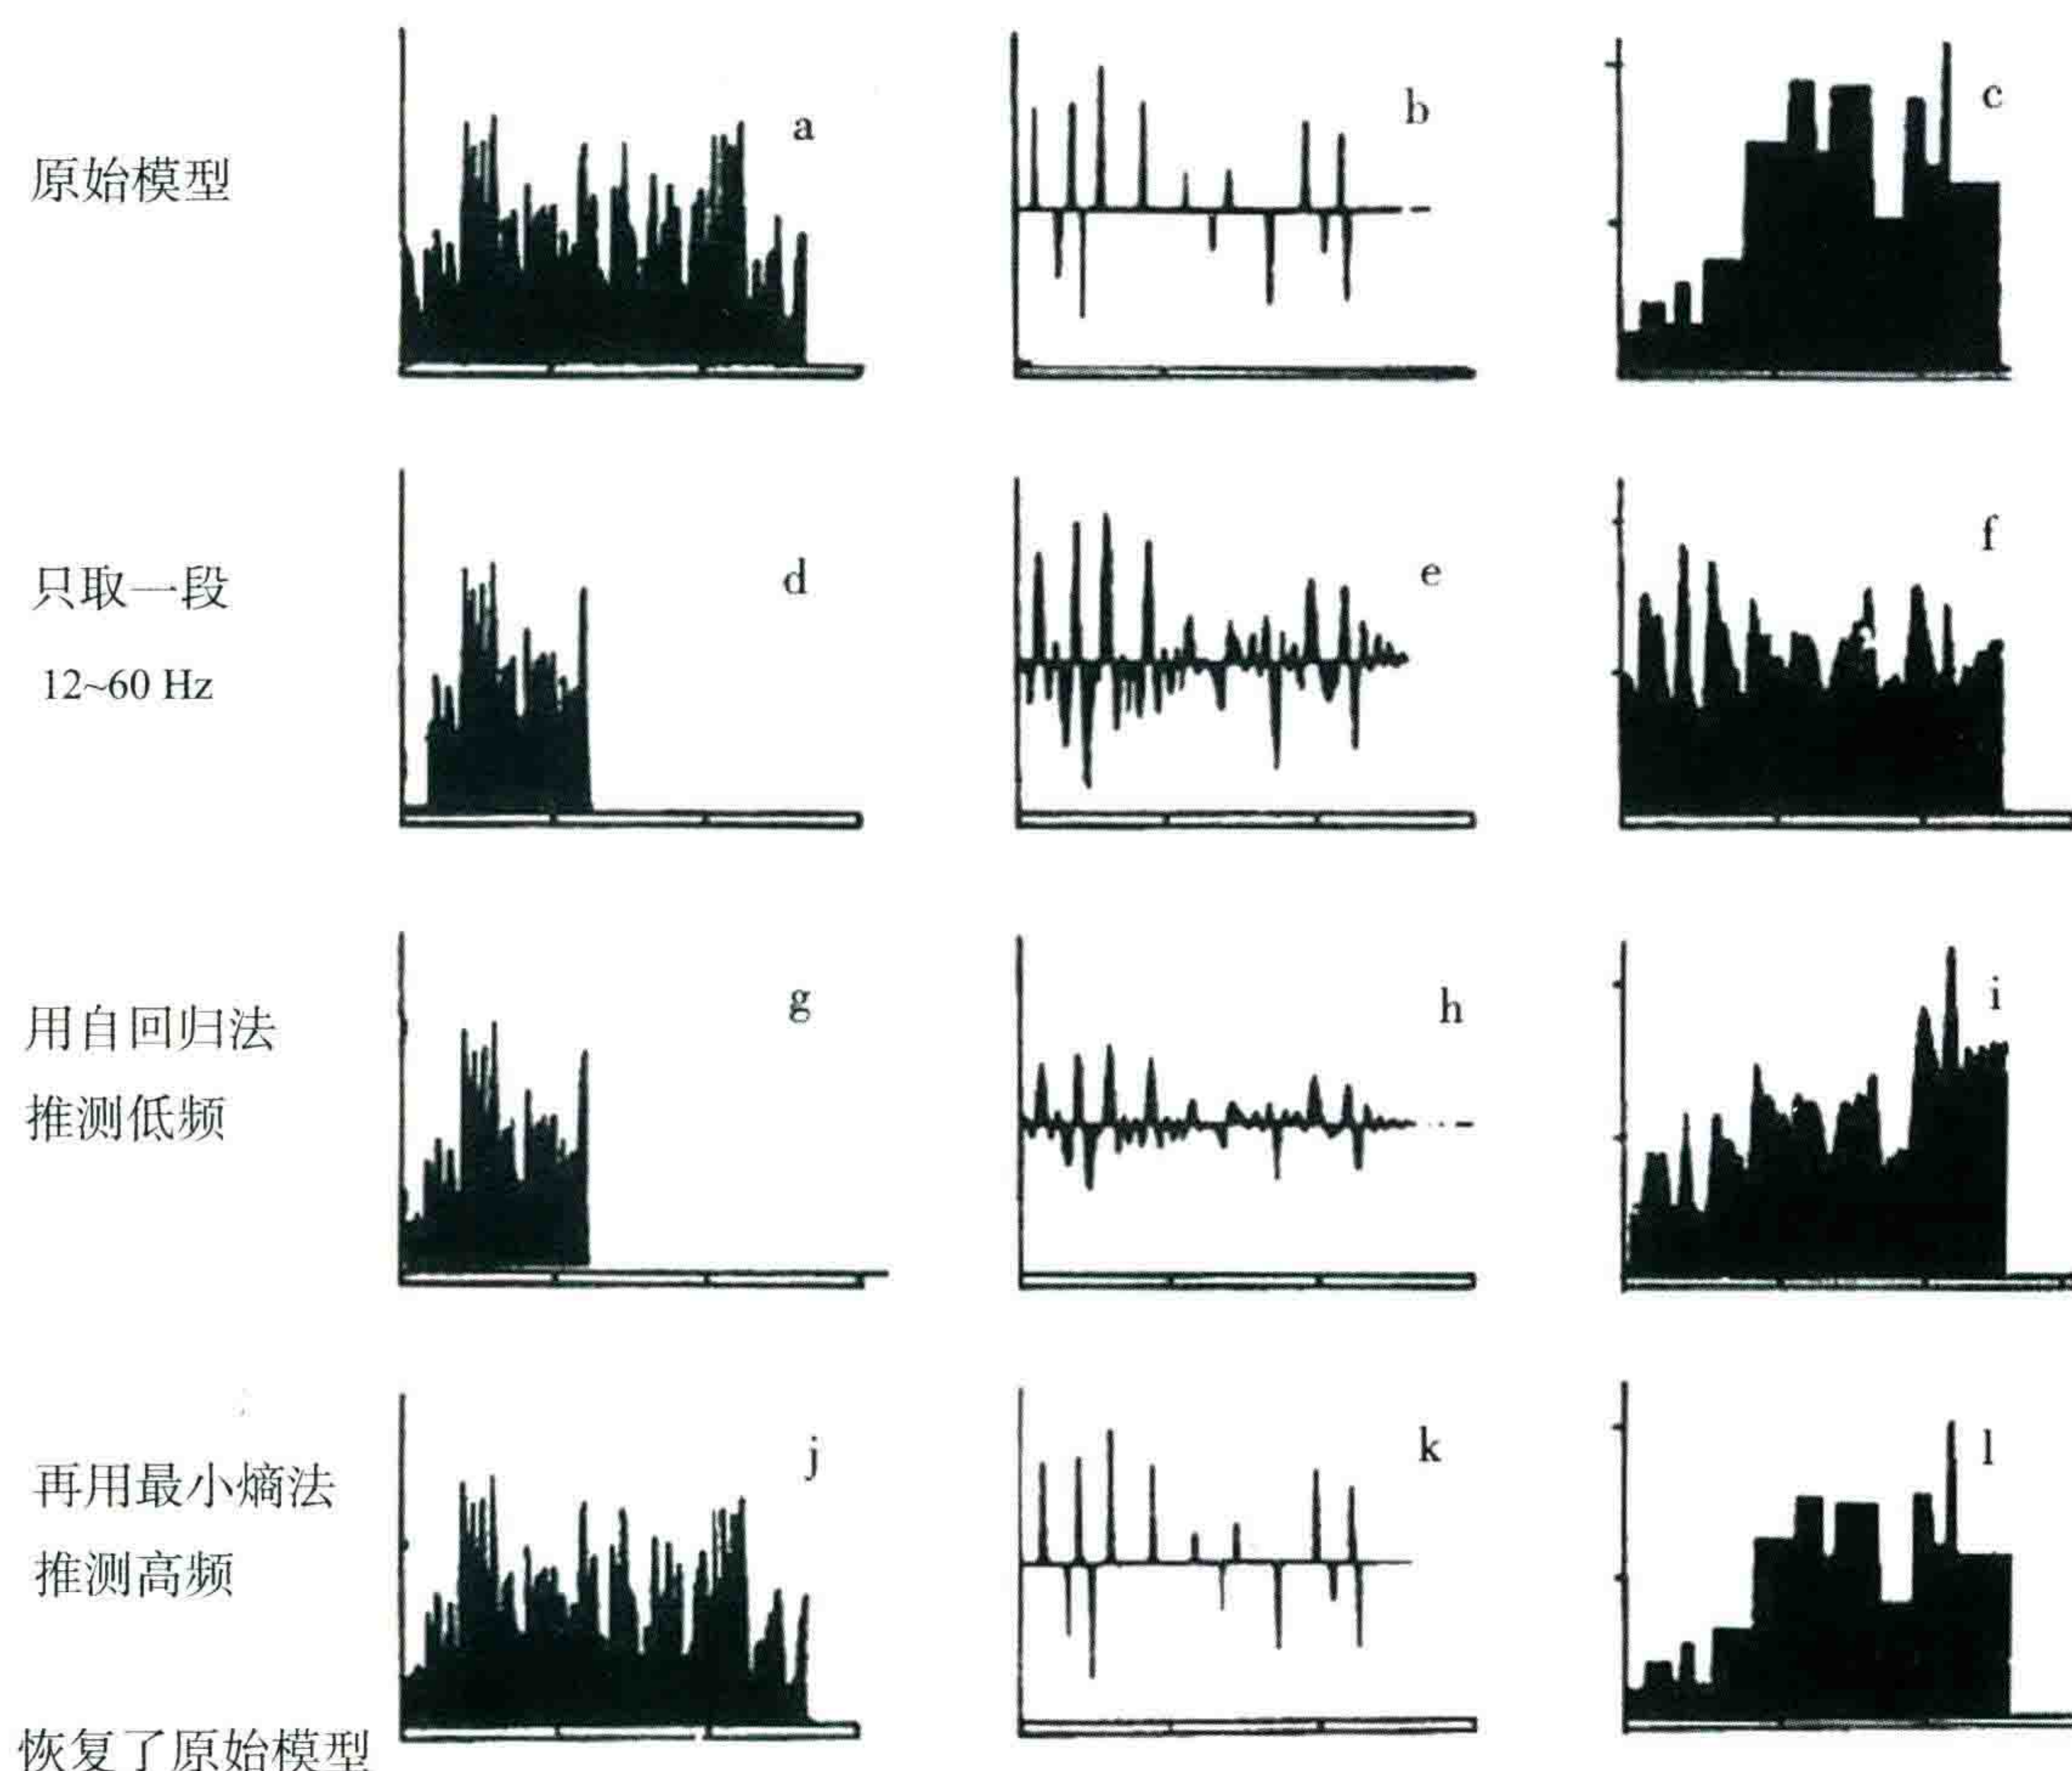 原始模型
a
b
c
只取一段
12~60 Hz
d
e
f
用自回归法
推测低频
g
h
i
再用最小熵法
推测高频
j
k
l
恢复了原始模型